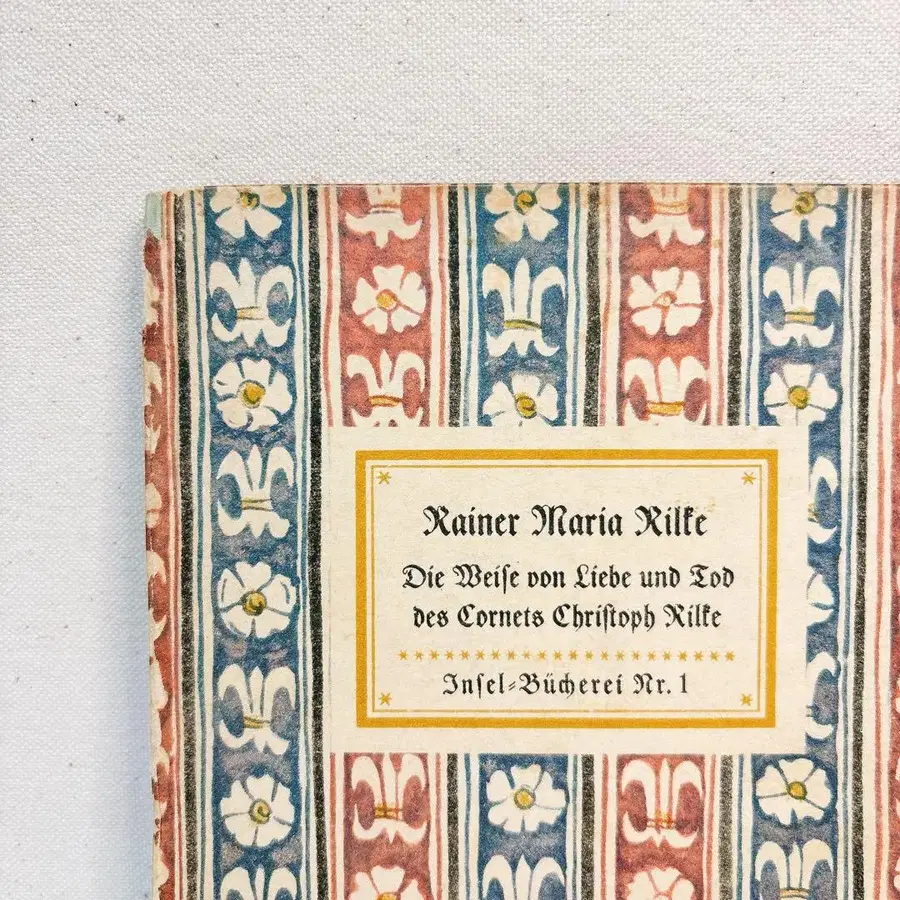 Rainer Maria Rilke
Die Weiſe von Liebe und Tod
des Cornets Chriſtoph Rilke
Inſel-Bücherei Nr. 1